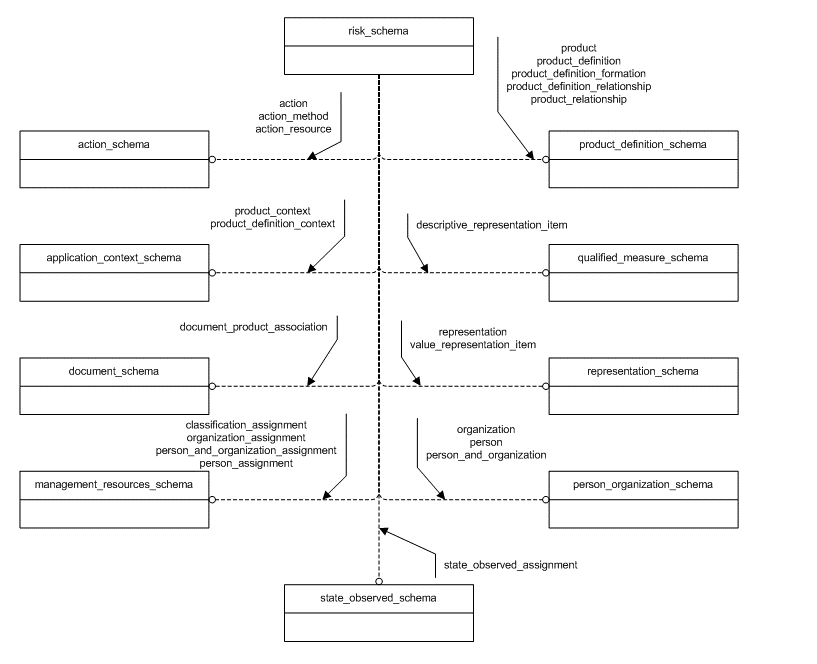 risk_schema
product
product_definition
product_definition_formation
product_definition_relationship
product_relationship
action
action_method
action_resource
action_schema
product_definition_schema
product_context
product_definition_context
descriptive_representation_item
application_context_schema
qualified_measure_schema
document_product_association
representation
value_representation_item
document_schema
representation_schema
classification_assignment
organization_assignment
person_and_organization_assignment
person_assignment
organization
person
person_and_organization
management_resources_schema
person_organization_schema
state_observed_assignment
state_observed_schema